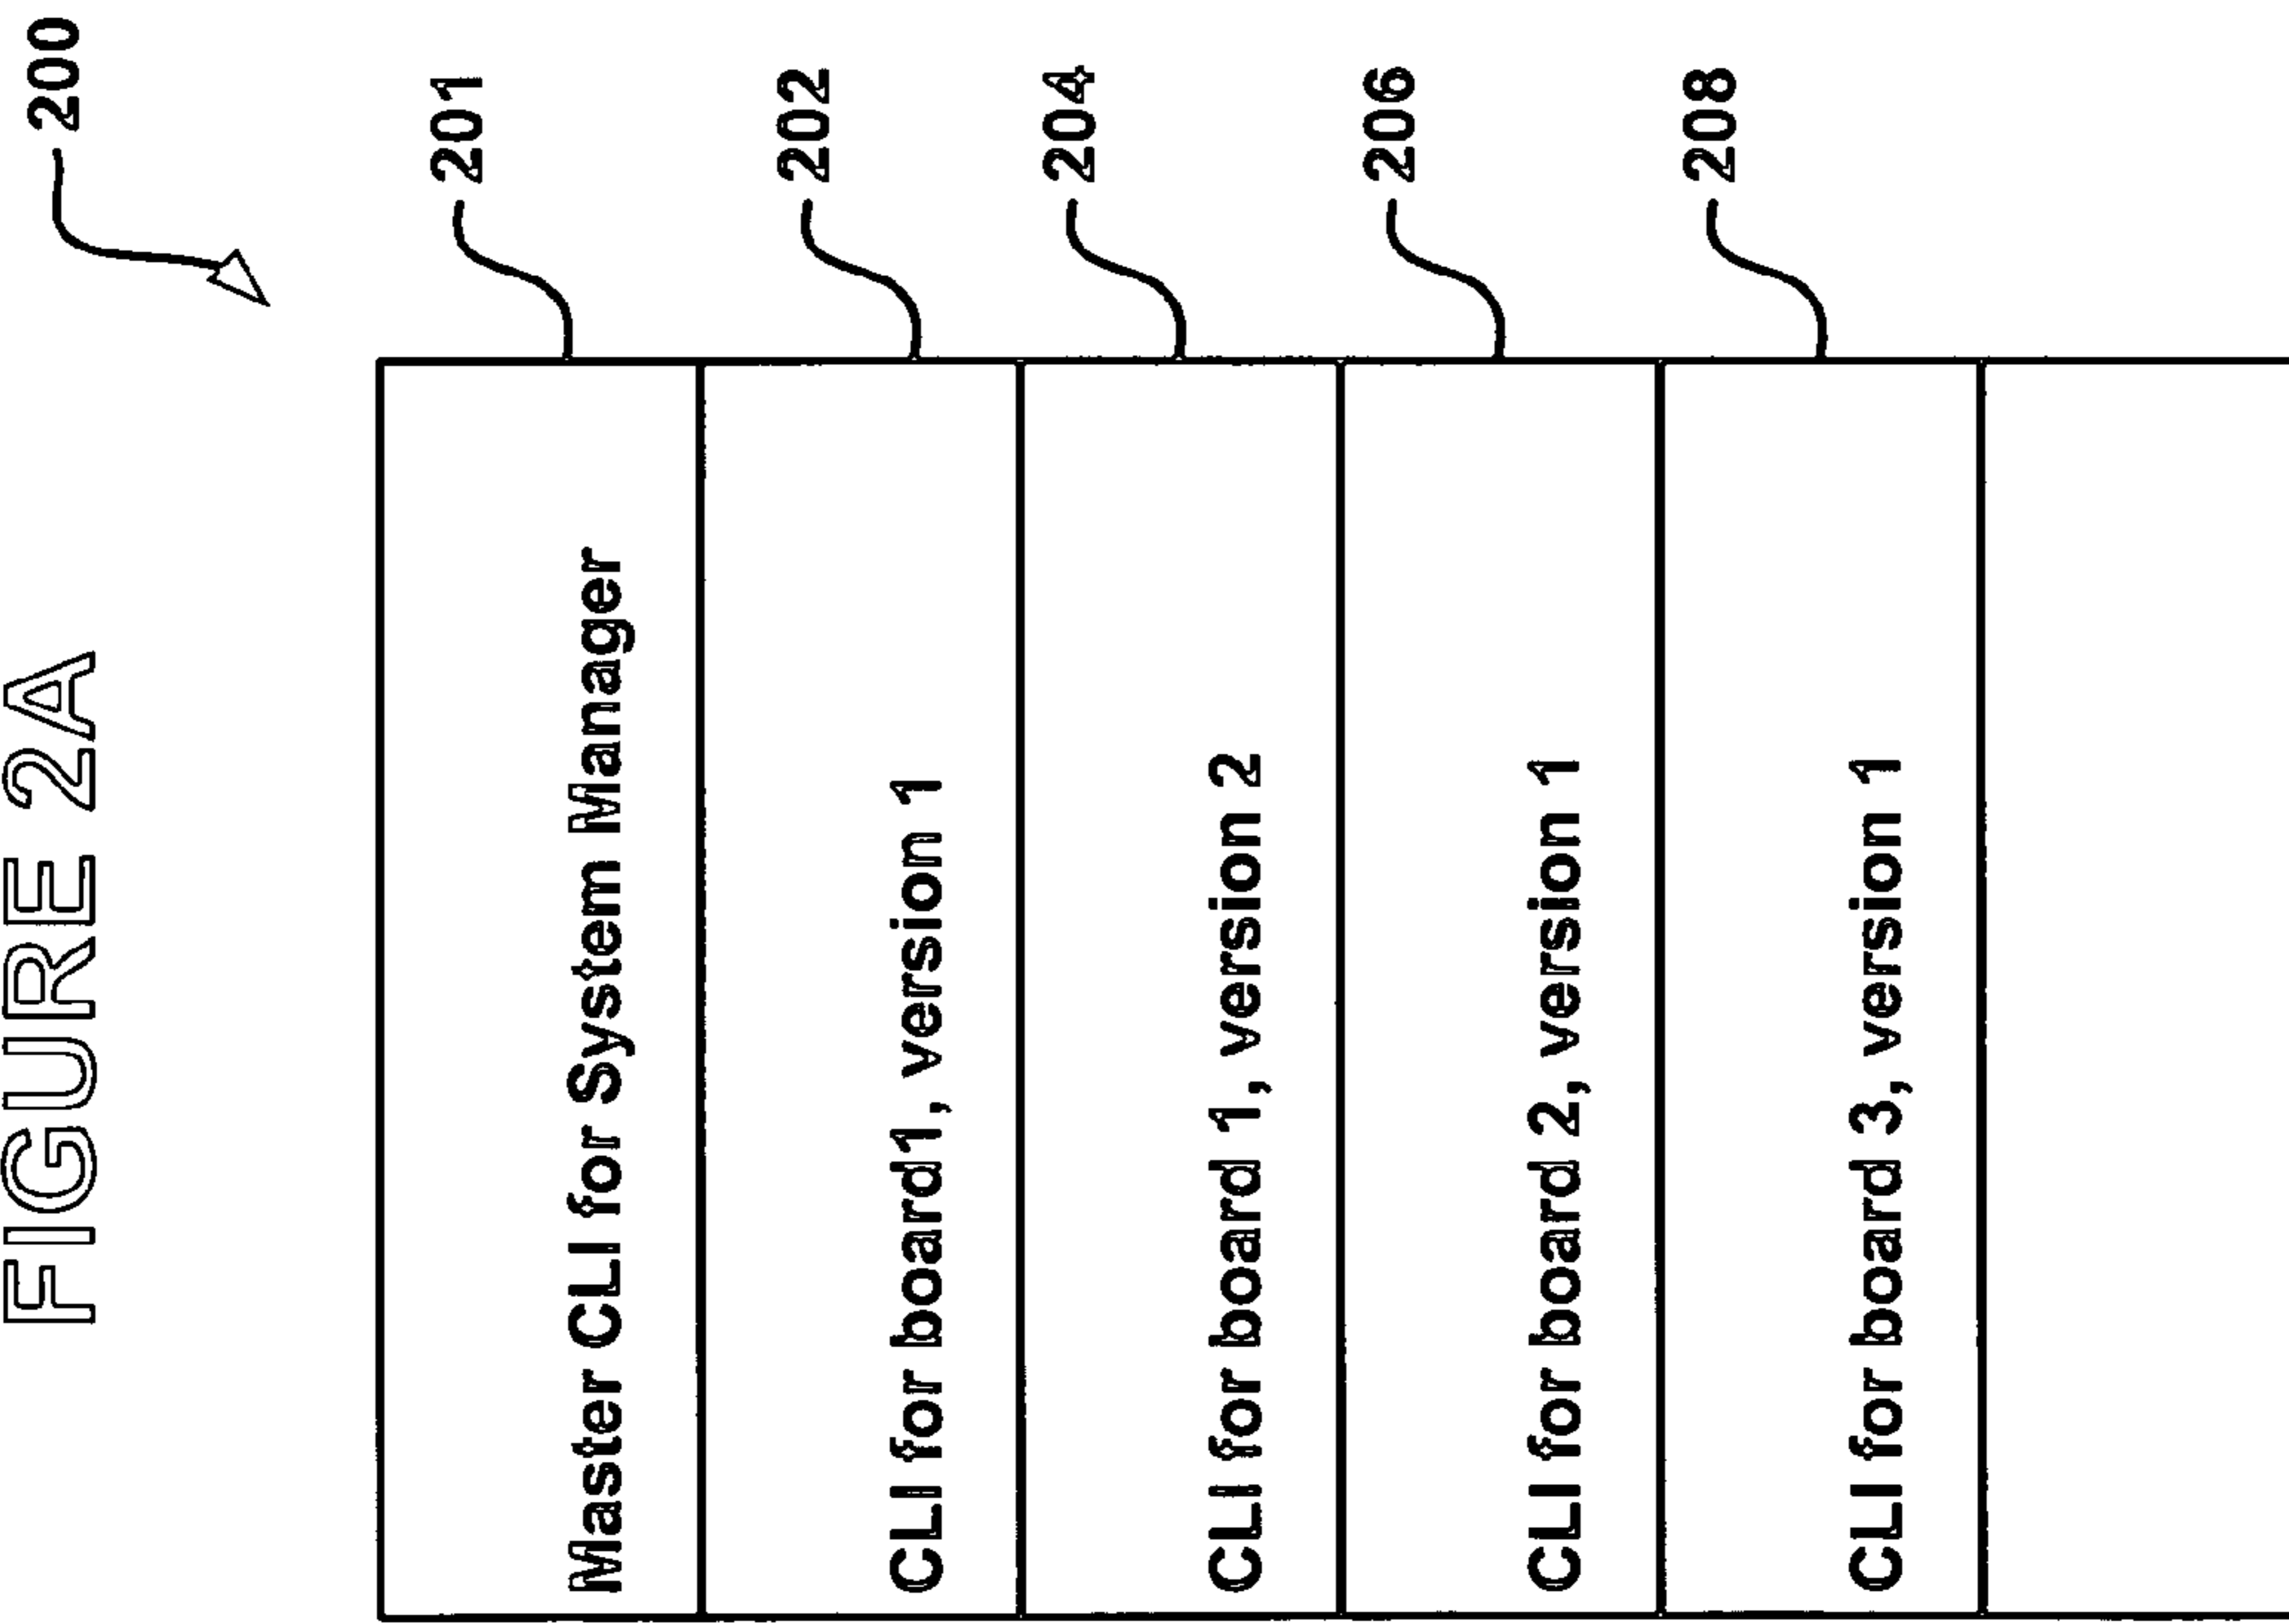 FIGURE 2A
200
Master CLI for System Manager
201
CLI for board1, version 1
202
CLI for board 1, version 2
204
CLI for board 2, version 1
206
CLI for board 3, version 1
208